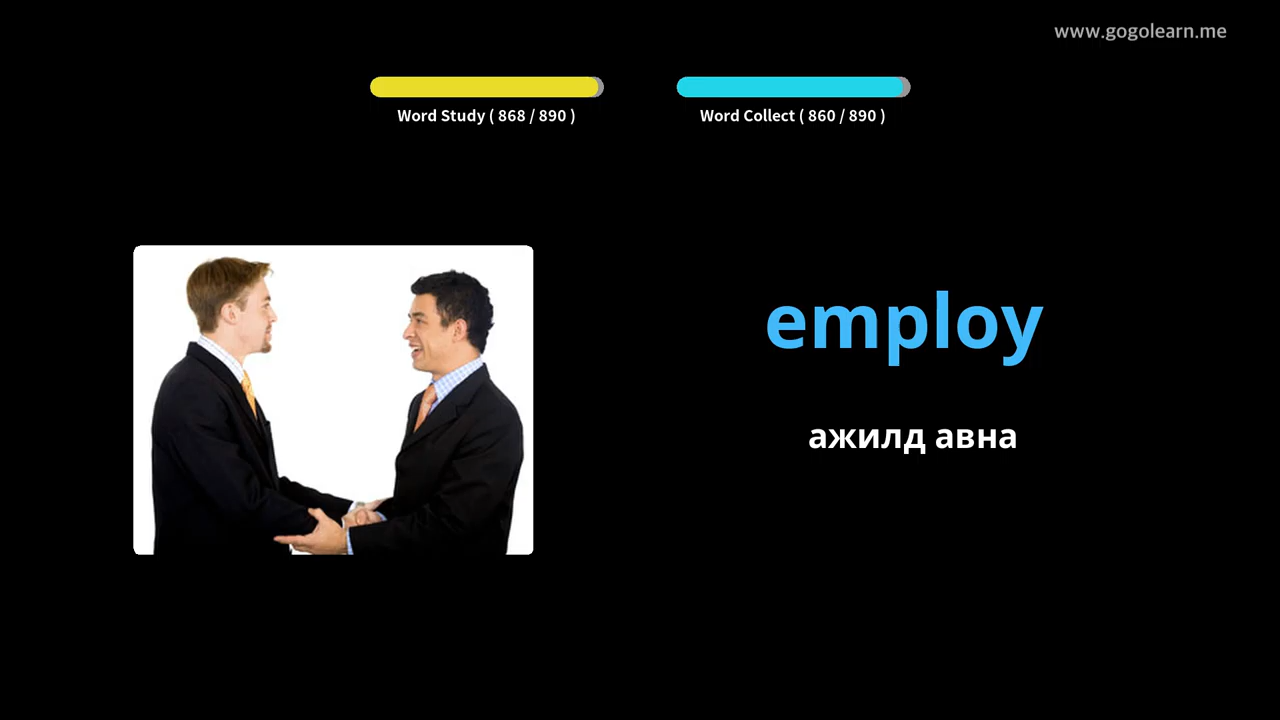 www.gogolearn.me
Word Study ( 868 / 890 )
Word Collect ( 860 / 890 )
employ
ажилд авна